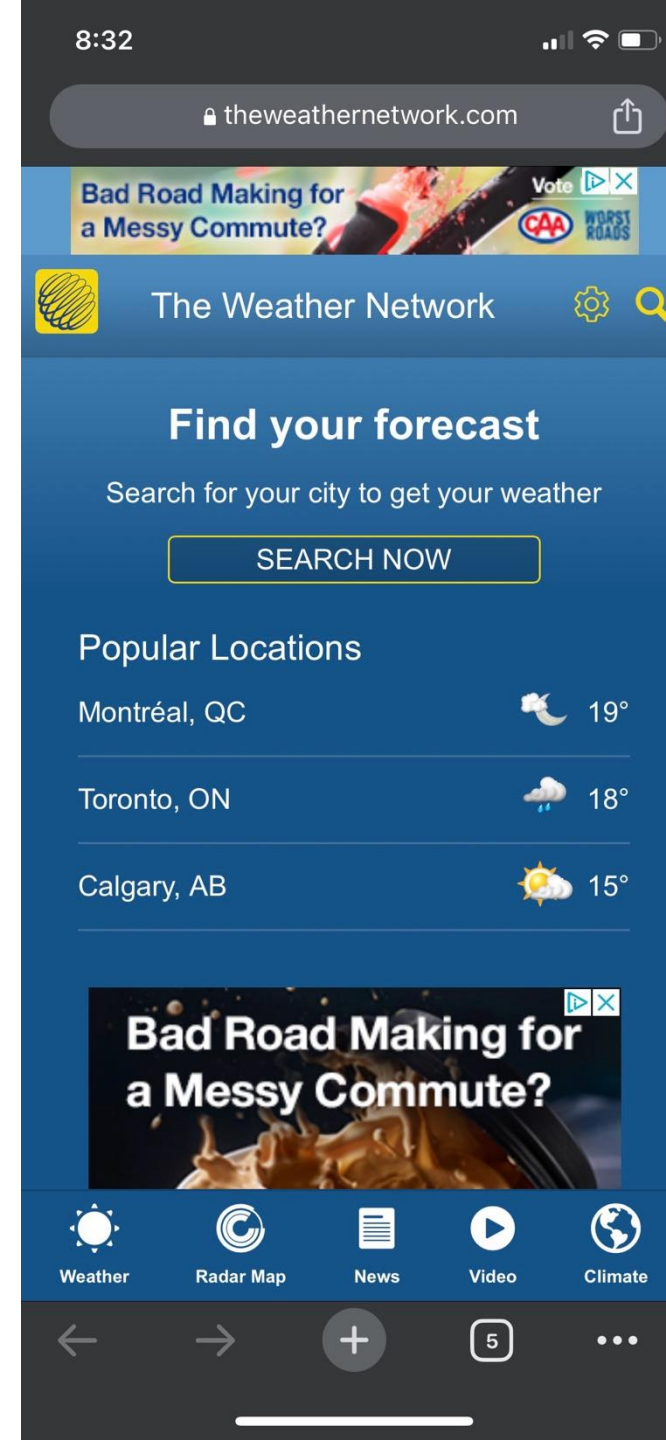 8:32
theweathernetwork.com
Bad Road Making for
a Messy Commute?
Vote
CAA
WORST
ROADS
The Weather Network
Find your forecast
Search for your city to get your weather
SEARCH NOW
Popular Locations
Montréal, QC 19°
Toronto, ON 18°
Calgary, AB 15°
Bad Road Making for
a Messy Commute?
Weather Radar Map News Video Climate
5